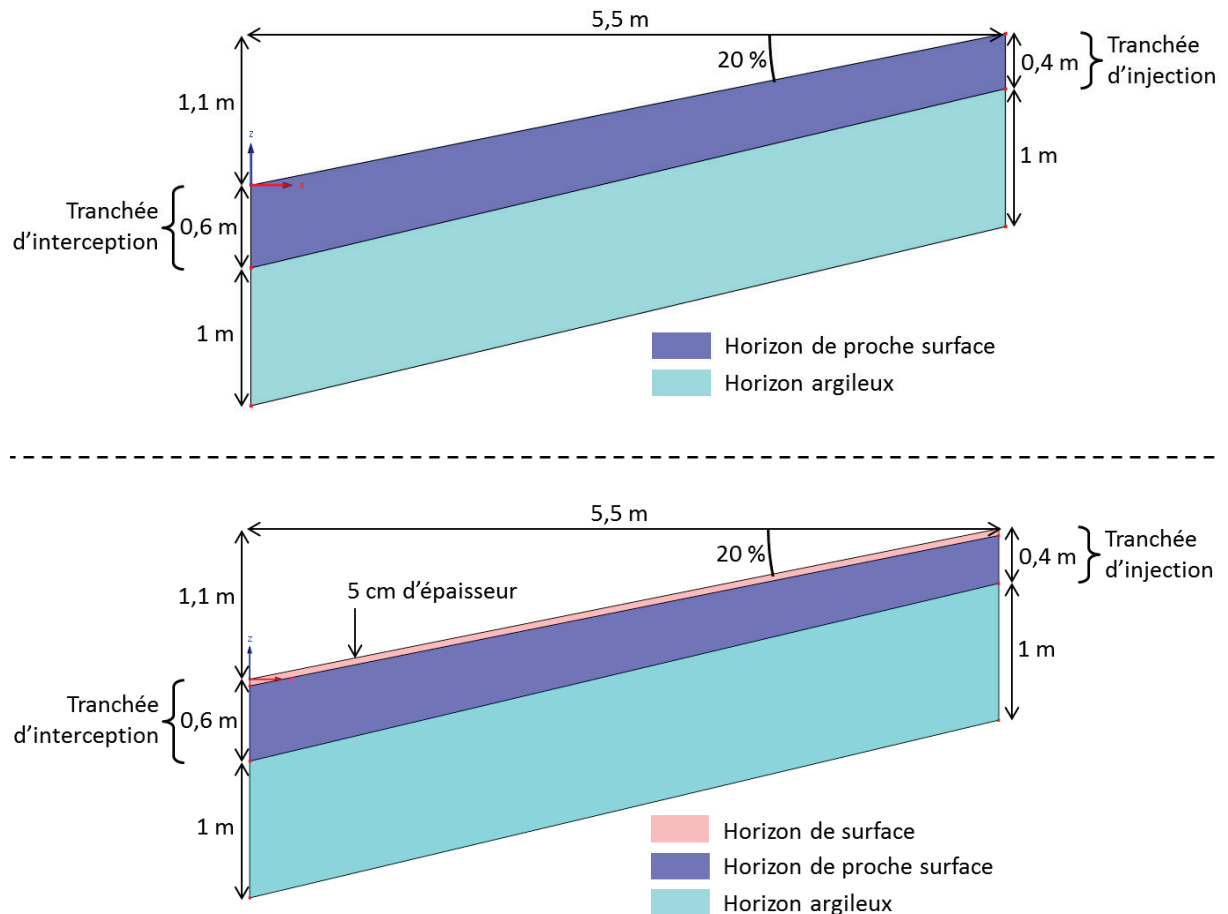 5,5 m
20 %
0,4 m
Tranchée
d'injection
1,1 m
z
x
1 m
Tranchée
d'interception
0,6 m
1 m
Horizon de proche surface
Horizon argileux
5,5 m
20 %
0,4 m
Tranchée
d'injection
1,1 m
5 cm d'épaisseur
z
1 m
Tranchée
d'interception
0,6 m
1 m
Horizon de surface
Horizon de proche surface
Horizon argileux